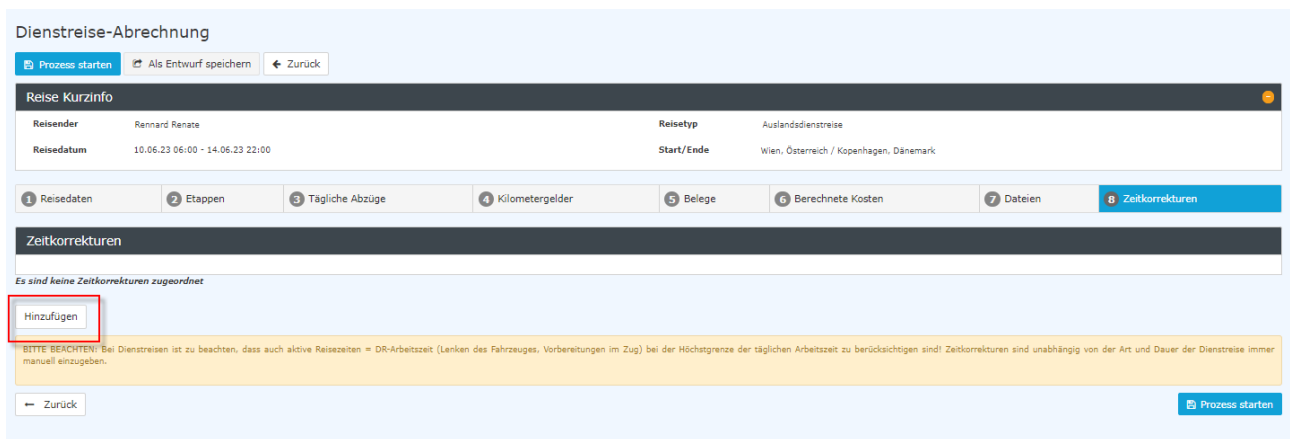 Dienstreise-Abrechnung
Prozess starten Als Entwurf speichern Zurück
Reise Kurzinfo
Reisender Rennard Renate Reisetyp Auslandsdienstreise
Reisedatum 10.06.23 06:00 - 14.06.23 22:00 Start/Ende Wien, Österreich / Kopenhagen, Dänemark
1 Reisedaten 2 Etappen 3 Tägliche Abzüge 4 Kilometergelder 5 Belege 6 Berechnete Kosten 7 Dateien 8 Zeitkorrekturen
Zeitkorrekturen
Es sind keine Zeitkorrekturen zugeordnet
Hinzufügen
BITTE BEACHTEN: Bei Dienstreisen ist zu beachten, dass auch aktive Reisezeiten = DR-Arbeitszeit (Lenken des Fahrzeuges, Vorbereitungen im Zug) bei der Höchstgrenze der täglichen Arbeitszeit zu berücksichtigen sind! Zeitkorrekturen sind unabhängig von der Art und Dauer der Dienstreise immer
manuell einzugeben.
Zurück Prozess starten